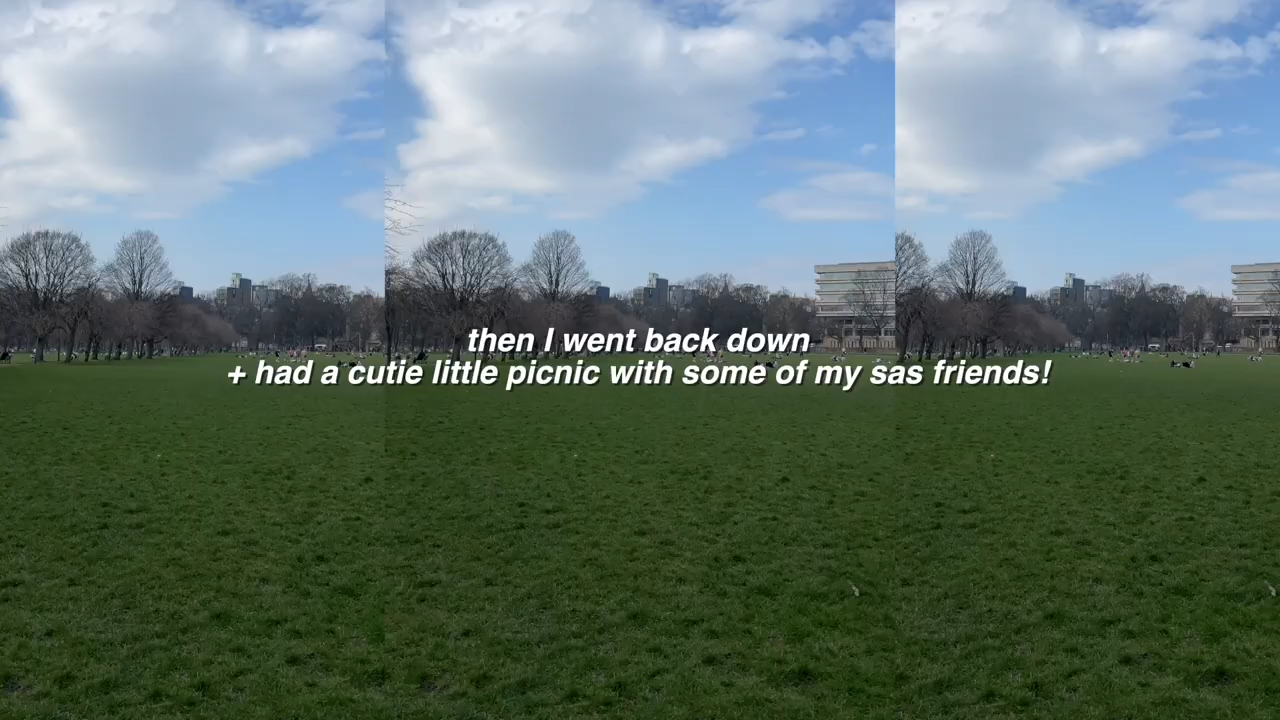 then I went back down
+ had a cutie little picnic with some of my sas friends!